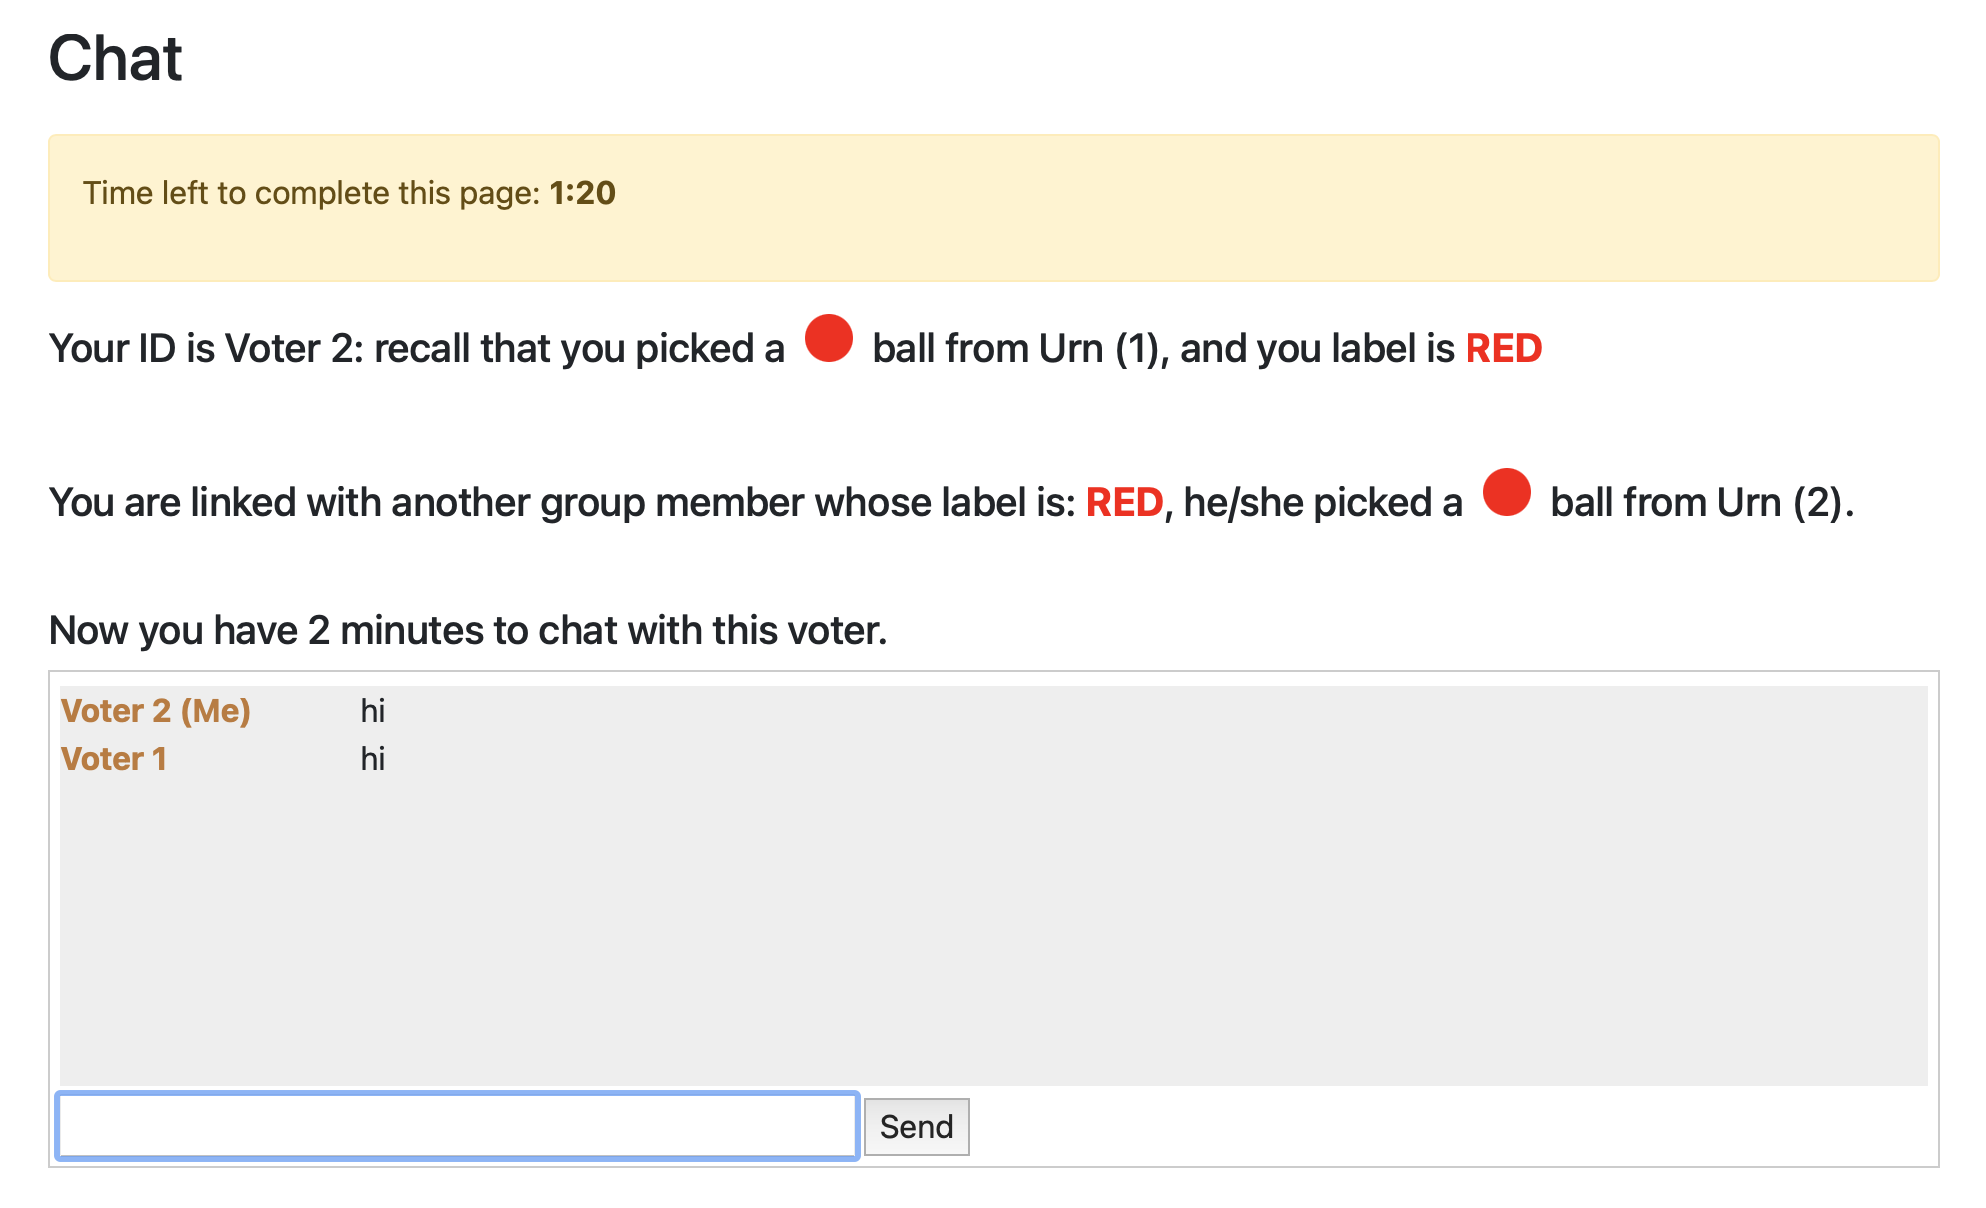 Chat
Time left to complete this page: 1:20
Your ID is Voter 2: recall that you picked a ball from Urn (1), and you label is RED
You are linked with another group member whose label is: RED, he/she picked a ball from Urn (2).
Now you have 2 minutes to chat with this voter.
Voter 2 (Me) hi
Voter 1 hi
Send